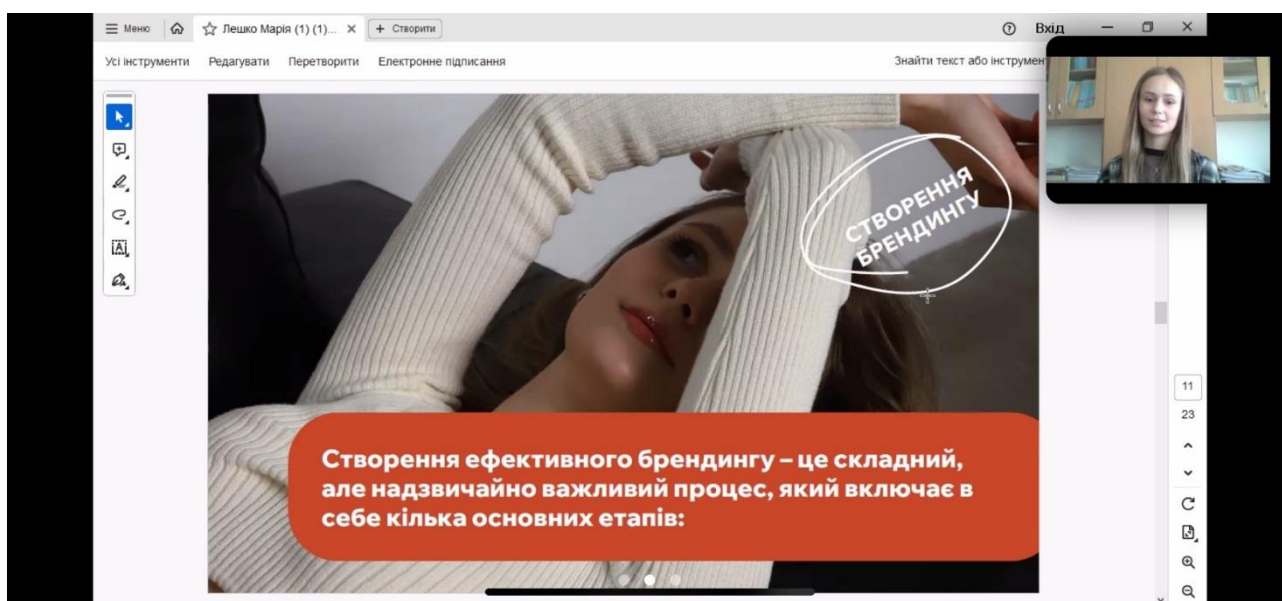 Меню
Лешко Марія (1) (1)...
Створити
Вхід
Усі інструменти
Редагувати
Перетворити
Електронне підписання
Знайти текст або інструмен
СТВОРЕННЯ
БРЕНДИНГУ
Створення ефективного брендингу – це складний,
але надзвичайно важливий процес, який включає в
себе кілька основних етапів:
11
23